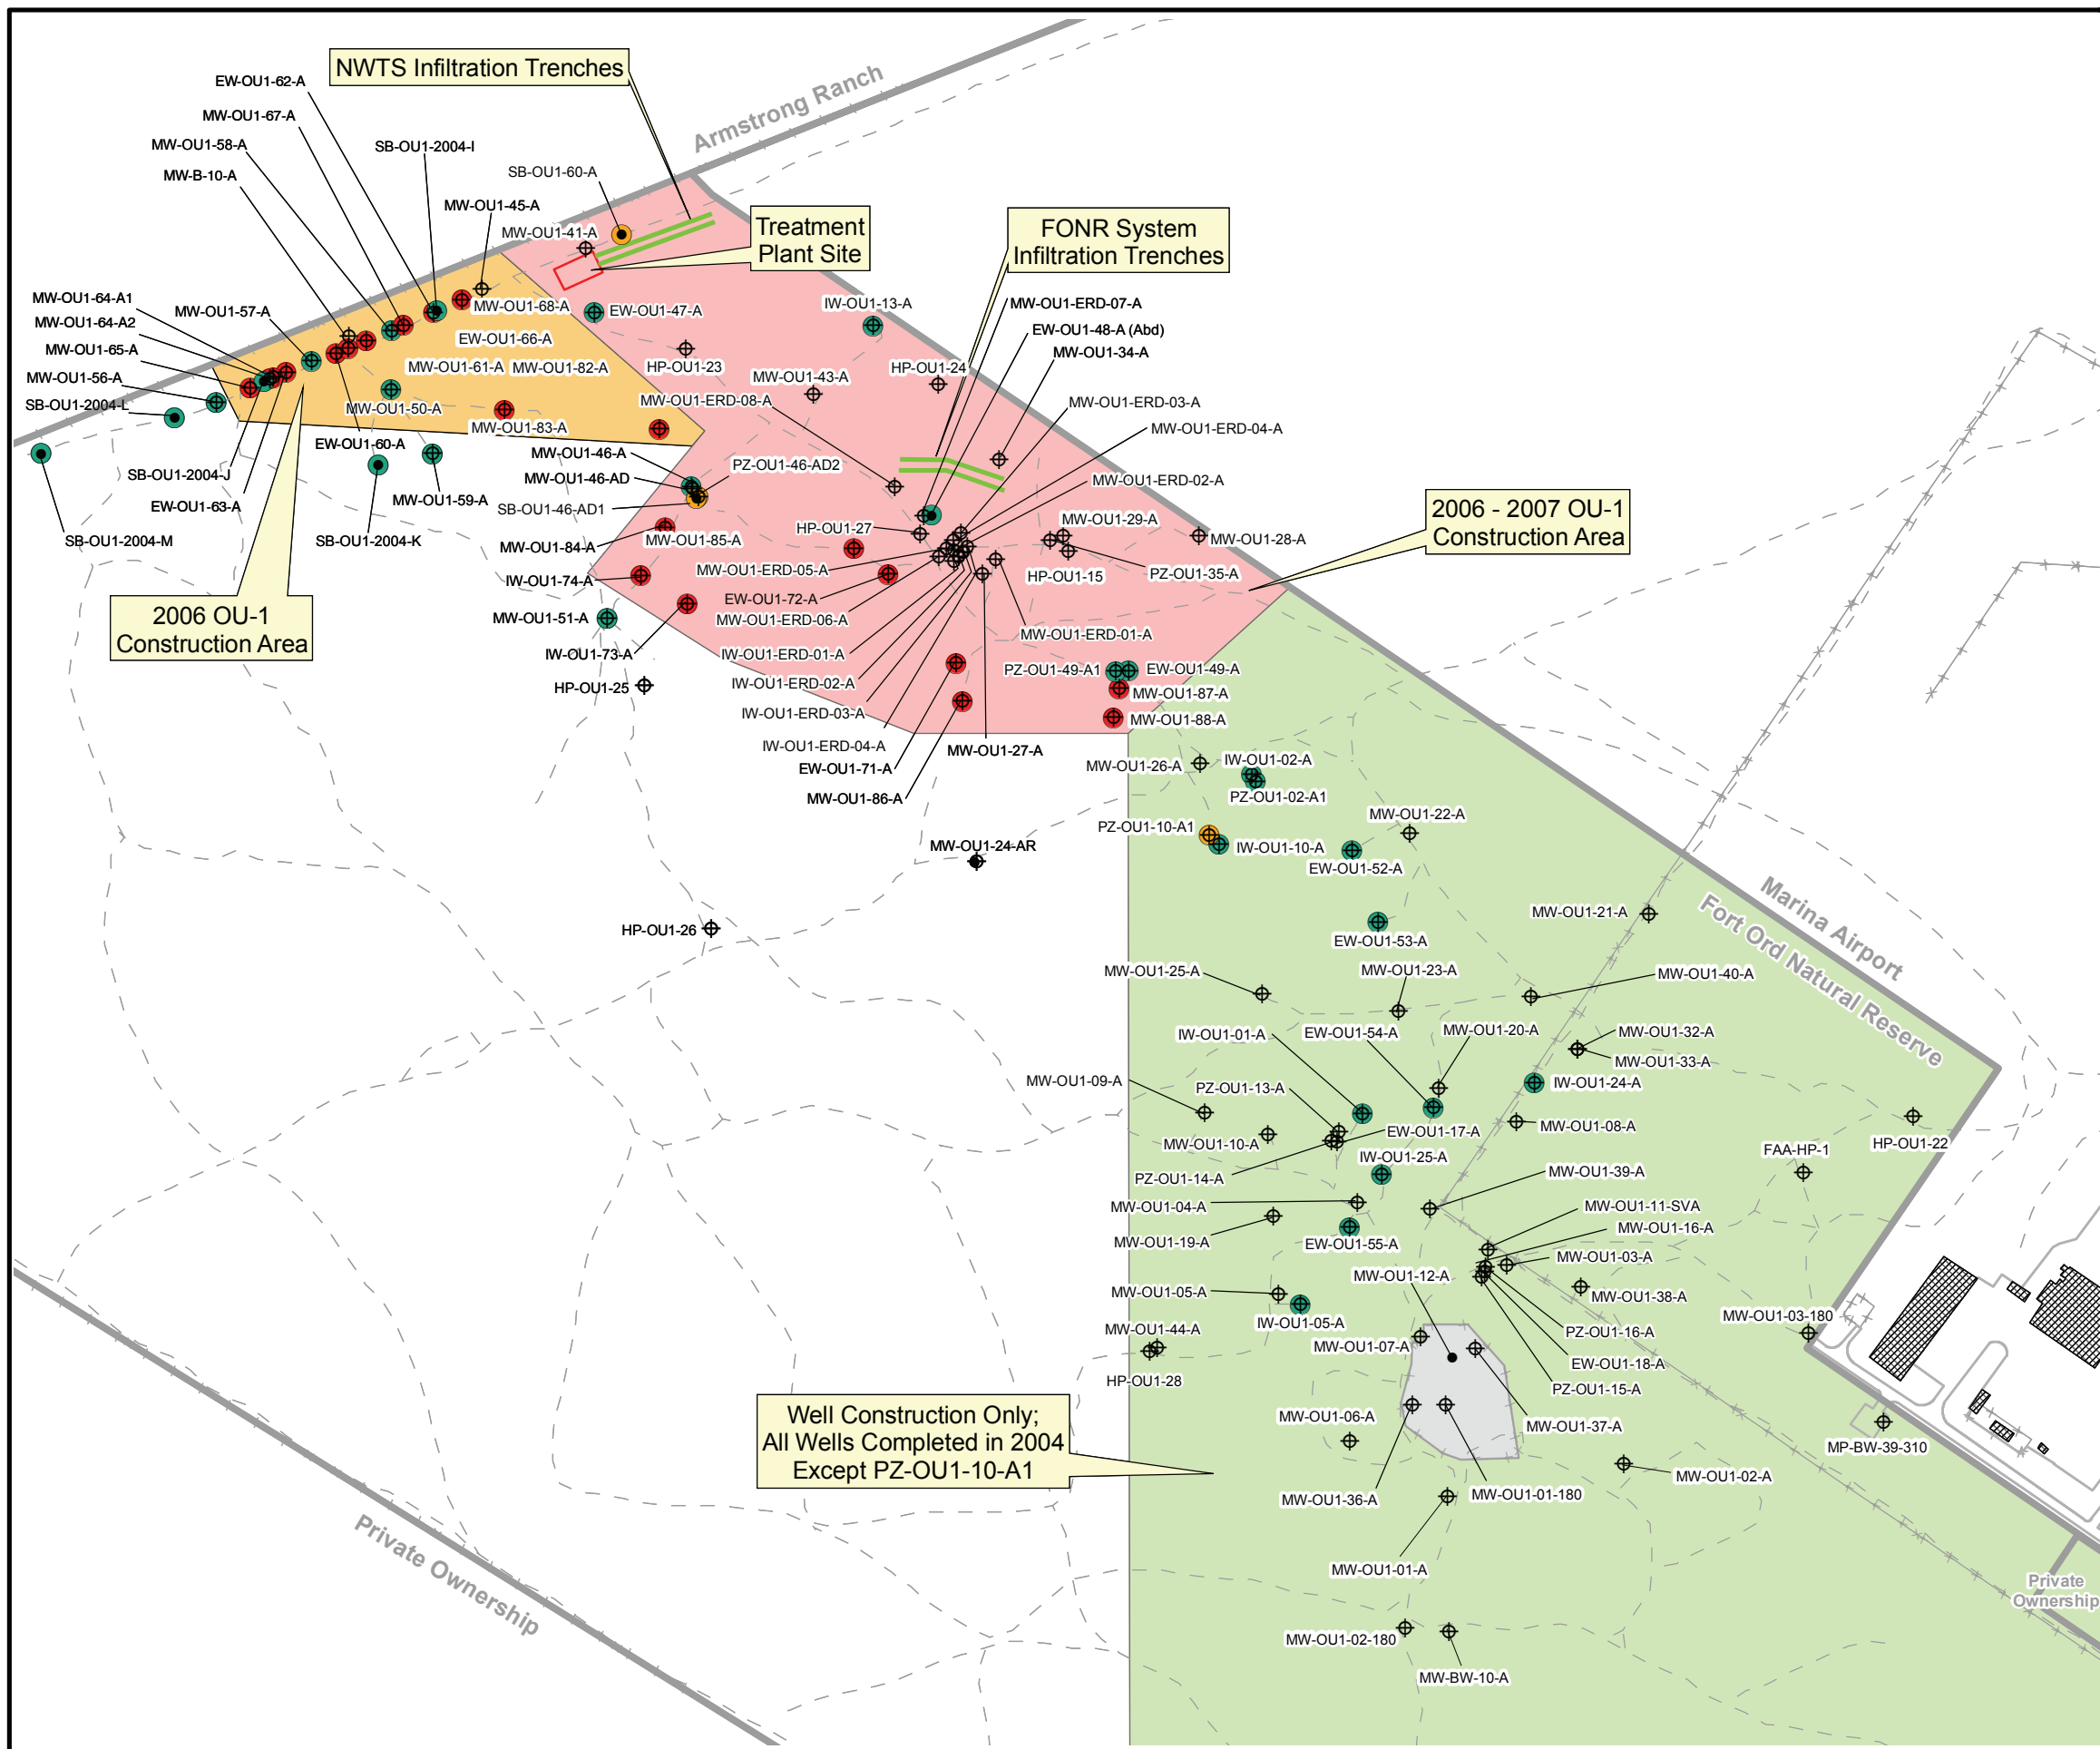 NWTS Infiltration Trenches
EW-OU1-62-A
MW-OU1-67-A
MW-OU1-58-A
MW-B-10-A
SB-OU1-2004-I
SB-OU1-60-A
MW-OU1-45-A
MW-OU1-41-A
Armstrong Ranch
Treatment
Plant Site
FONR System
Infiltration Trenches
MW-OU1-64-A1
MW-OU1-64-A2
MW-OU1-65-A
MW-OU1-56-A
SB-OU1-2004-L
MW-OU1-57-A
MW-OU1-68-A
EW-OU1-66-A
MW-OU1-61-A
MW-OU1-82-A
MW-OU1-50-A
MW-OU1-83-A
EW-OU1-47-A
IW-OU1-13-A
HP-OU1-23
MW-OU1-43-A
HP-OU1-24
MW-OU1-ERD-07-A
EW-OU1-48-A (Abd)
MW-OU1-34-A
MW-OU1-ERD-08-A
MW-OU1-ERD-03-A
MW-OU1-ERD-04-A
MW-OU1-ERD-02-A
EW-OU1-60-A
MW-OU1-46-A
MW-OU1-46-AD
PZ-OU1-46-AD2
SB-OU1-46-AD1
SB-OU1-2004-J
EW-OU1-63-A
MW-OU1-59-A
SB-OU1-2004-M
SB-OU1-2004-K
MW-OU1-84-A
MW-OU1-85-A
HP-OU1-27
MW-OU1-29-A
MW-OU1-28-A
HP-OU1-15
PZ-OU1-35-A
2006 - 2007 OU-1
Construction Area
IW-OU1-74-A
MW-OU1-ERD-05-A
EW-OU1-72-A
MW-OU1-ERD-06-A
MW-OU1-51-A
MW-OU1-ERD-01-A
2006 OU-1
Construction Area
IW-OU1-73-A
IW-OU1-ERD-01-A
IW-OU1-ERD-02-A
IW-OU1-ERD-03-A
IW-OU1-ERD-04-A
HP-OU1-25
PZ-OU1-49-A1
EW-OU1-49-A
MW-OU1-87-A
MW-OU1-88-A
EW-OU1-71-A
MW-OU1-27-A
MW-OU1-86-A
MW-OU1-26-A
IW-OU1-02-A
PZ-OU1-02-A1
PZ-OU1-10-A1
IW-OU1-10-A
MW-OU1-22-A
EW-OU1-52-A
MW-OU1-24-AR
HP-OU1-26
EW-OU1-53-A
MW-OU1-21-A
Marina Airport
Fort Ord Natural Reserve
MW-OU1-25-A
MW-OU1-23-A
MW-OU1-40-A
IW-OU1-01-A
EW-OU1-54-A
MW-OU1-20-A
MW-OU1-32-A
MW-OU1-33-A
MW-OU1-09-A
PZ-OU1-13-A
IW-OU1-24-A
MW-OU1-10-A
EW-OU1-17-A
MW-OU1-08-A
HP-OU1-22
FAA-HP-1
IW-OU1-25-A
PZ-OU1-14-A
MW-OU1-39-A
MW-OU1-04-A
MW-OU1-11-SVA
MW-OU1-16-A
MW-OU1-19-A
EW-OU1-55-A
MW-OU1-03-A
MW-OU1-12-A
MW-OU1-05-A
MW-OU1-38-A
IW-OU1-05-A
MW-OU1-03-180
MW-OU1-44-A
MW-OU1-07-A
PZ-OU1-16-A
EW-OU1-18-A
HP-OU1-28
PZ-OU1-15-A
Well Construction Only;
All Wells Completed in 2004
Except PZ-OU1-10-A1
MW-OU1-06-A
MW-OU1-37-A
MP-BW-39-310
MW-OU1-02-A
MW-OU1-36-A
MW-OU1-01-180
MW-OU1-01-A
Private Ownership
Private
Ownership
MW-OU1-02-180
MW-BW-10-A